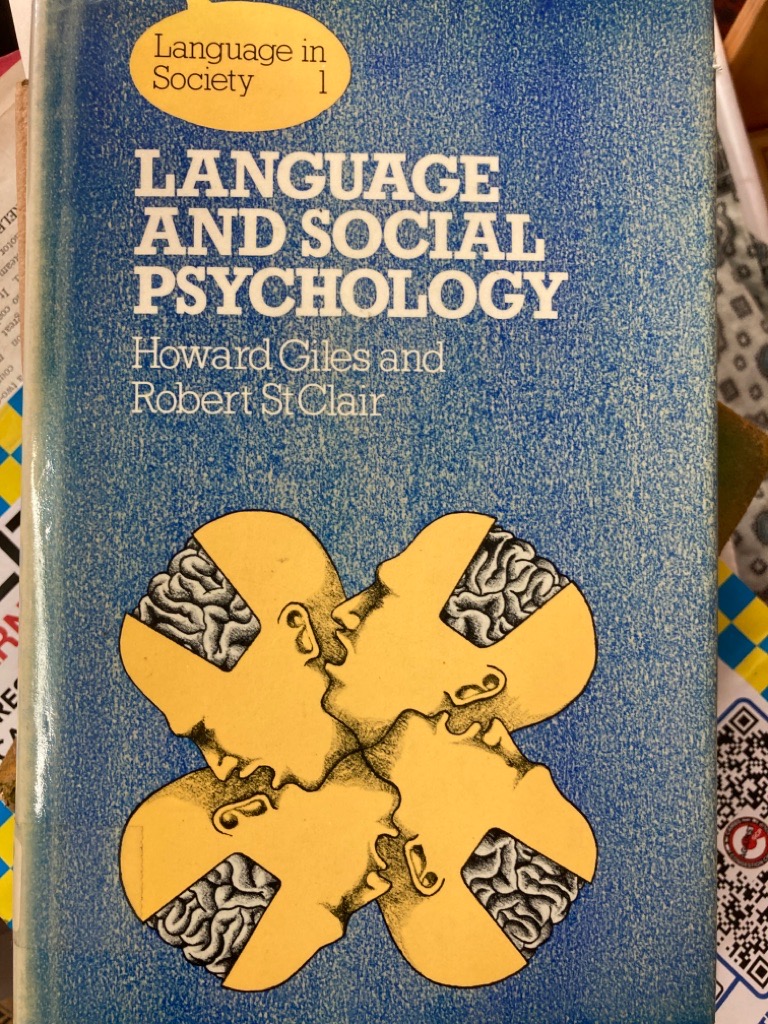 Language in
Society 1
LANGUAGE
AND SOCIAL
PSYCHOLOGY
Howard Giles and
Robert St Clair